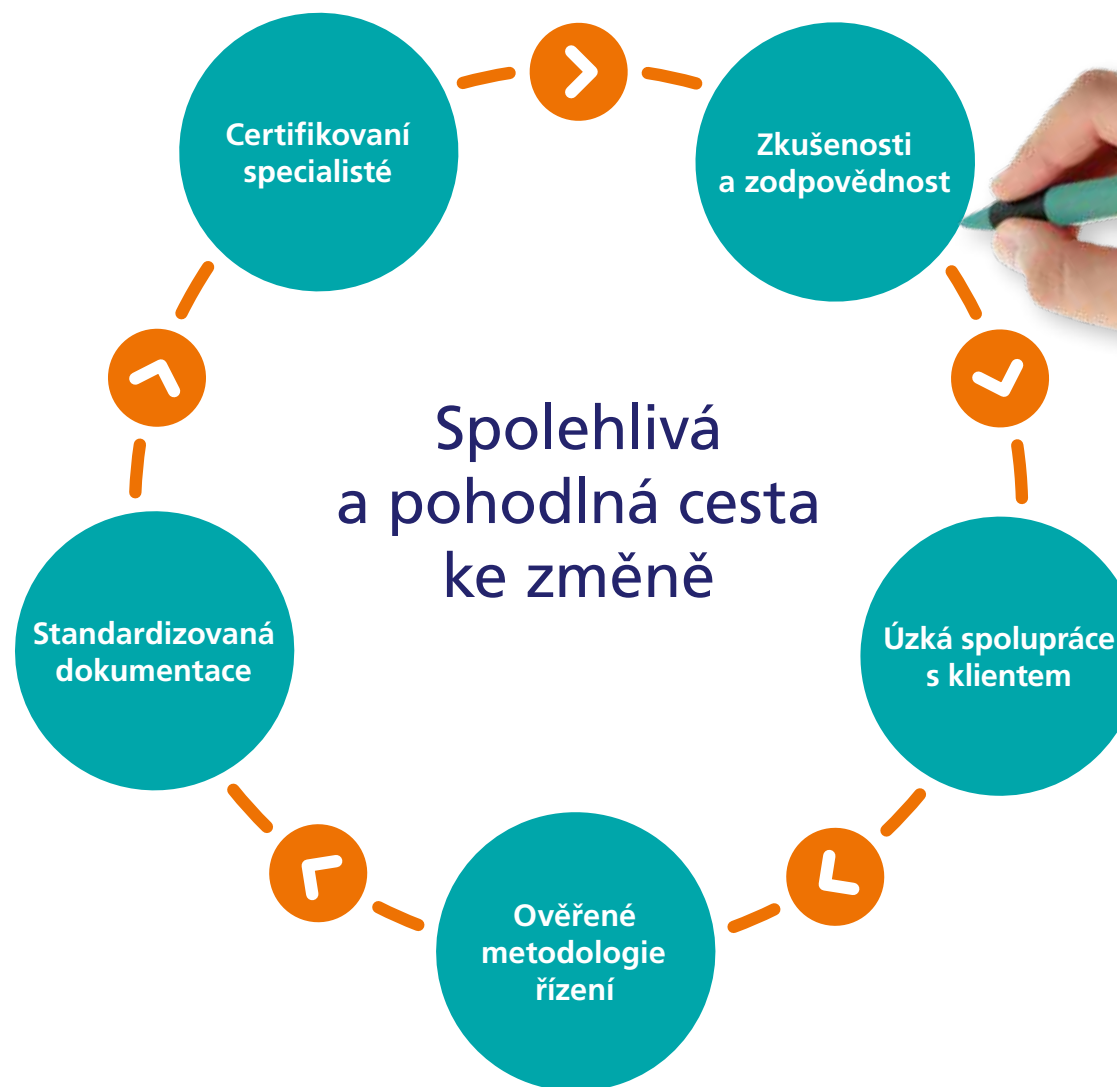 Certifikovaní
specialisté
Zkušenosti
a zodpovědnost
Spolehlivá
a pohodlná cesta
ke změně
Standardizovaná
dokumentace
Úzká spolupráce
s klientem
Ověřené
metodologie
řízení